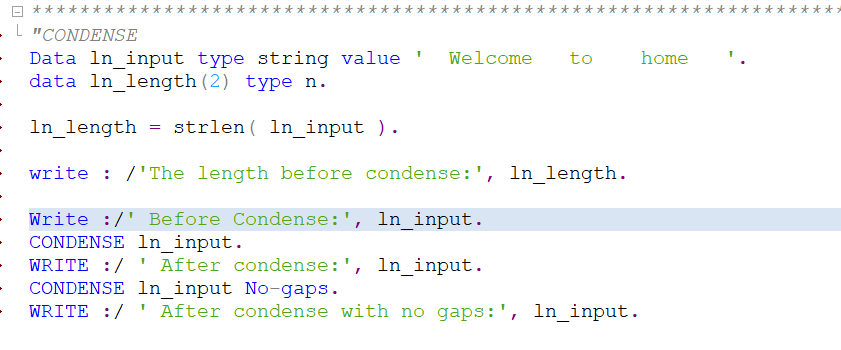 ************************************************************************
"CONDENSE
Data ln_input type string value '  Welcome   to    home   '.
data ln_length(2) type n.
ln_length = strlen( ln_input ).
write : /'The length before condense:', ln_length.
Write :/' Before Condense:', ln_input.
CONDENSE ln_input.
WRITE :/ ' After condense:', ln_input.
CONDENSE ln_input No-gaps.
WRITE :/ ' After condense with no gaps:', ln_input.